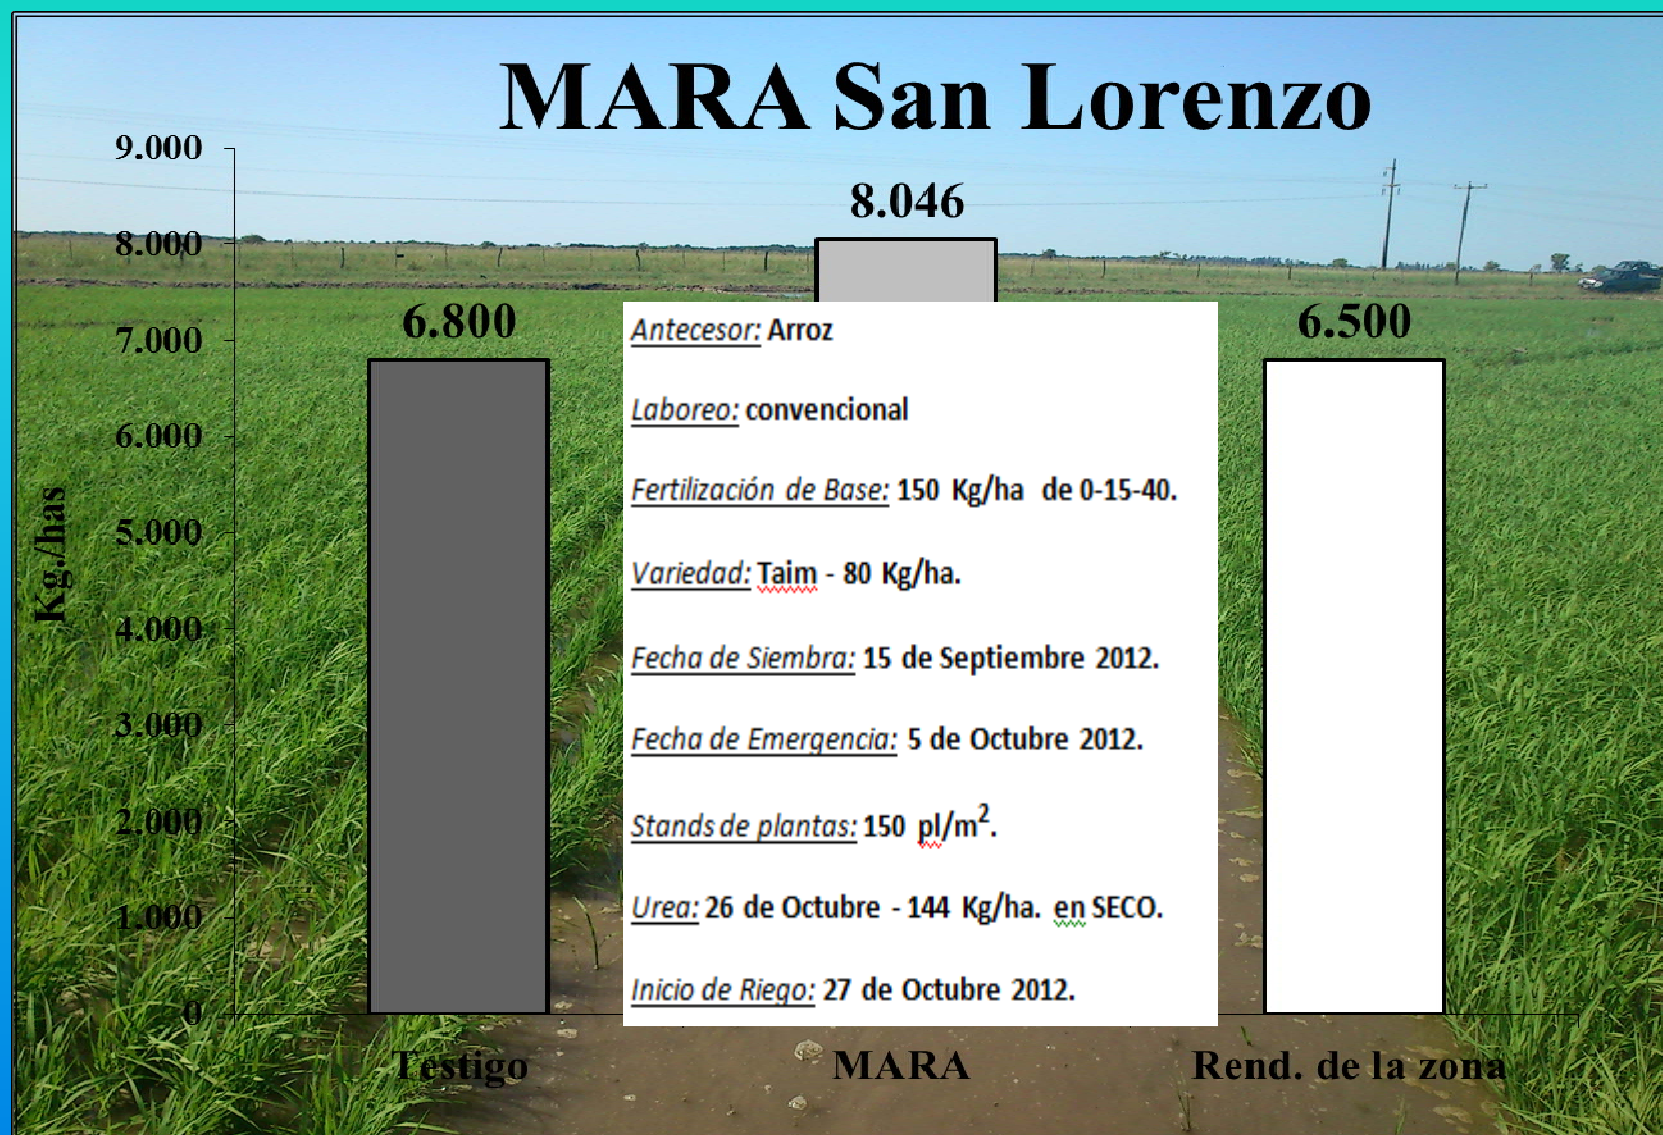 MARA San Lorenzo
Kg./has
9.000
8.000
7.000
6.000
5.000
4.000
3.000
2.000
1.000
0
6.800
8.046
6.500
Antecesor: Arroz
Laboreo: convencional
Fertilización de Base: 150 Kg/ha de 0-15-40.
Variedad: Taim - 80 Kg/ha.
Fecha de Siembra: 15 de Septiembre 2012.
Fecha de Emergencia: 5 de Octubre 2012.
Stands de plantas: 150 pl/m².
Urea: 26 de Octubre - 144 Kg/ha. en SECO.
Inicio de Riego: 27 de Octubre 2012.
Testigo
MARA
Rend. de la zona